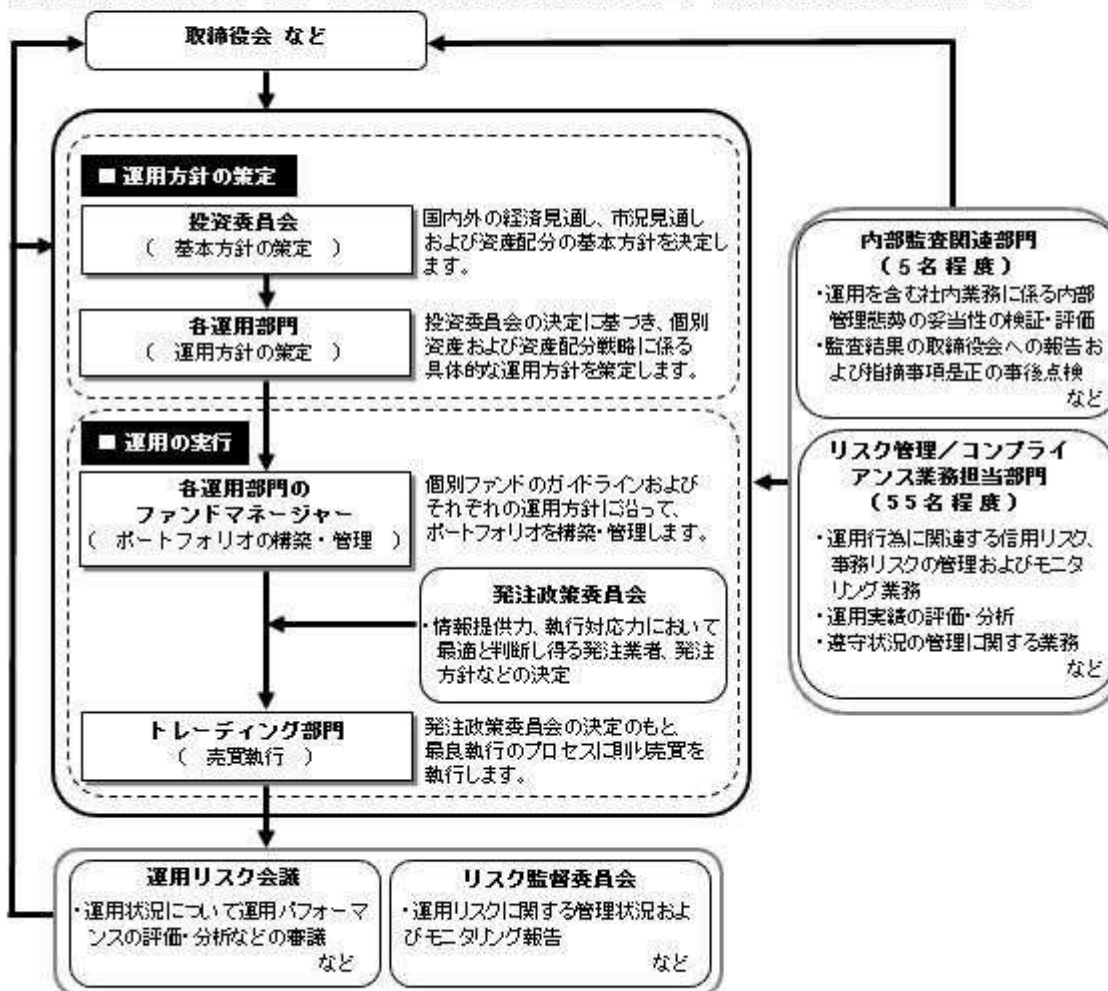 取締役会 など
■ 運用方針の策定
投資委員会
（ 基本方針の策定 ）
国内外の経済見通し、市況見通し
および資産配分の基本方針を決定し
ます。
各運用部門
（ 運用方針の策定 ）
投資委員会の決定に基づき、個別
資産および資産配分戦略に係る
具体的な運用方針を策定します。
■ 運用の実行
各運用部門の
ファンドマネージャー
（ ポートフォリオの構築・管理 ）
個別ファンドのガイドラインおよび
それぞれの運用方針に沿って、
ポートフォリオを構築・管理します。
発注政策委員会
・情報提供力、執行対応力において
最適と判断し得る発注業者、発注
方針などの決定
トレーディング部門
（ 売買執行 ）
発注政策委員会の決定のもと
最良執行のプロセスに則り売買を
執行します。
内部監査関連部門
（5名程度）
・運用を含む社内業務に係る内部
管理態勢の妥当性の検証・評価
・監査結果の取締役会への報告お
よび指摘事項是正の事後点検
など
リスク管理／コンプライ
アンス業務担当部門
（55名程度）
・運用行為に関連する信用リスク、
事務リスクの管理およびモニタ
リング業務
・運用実績の評価・分析
・遵守状況の管理に関する業務
など
運用リスク会議
・運用状況について運用パフォーマ
ンスの評価・分析などの審議
など
リスク監督委員会
・運用リスクに関する管理状況およ
びモニタリング報告
など